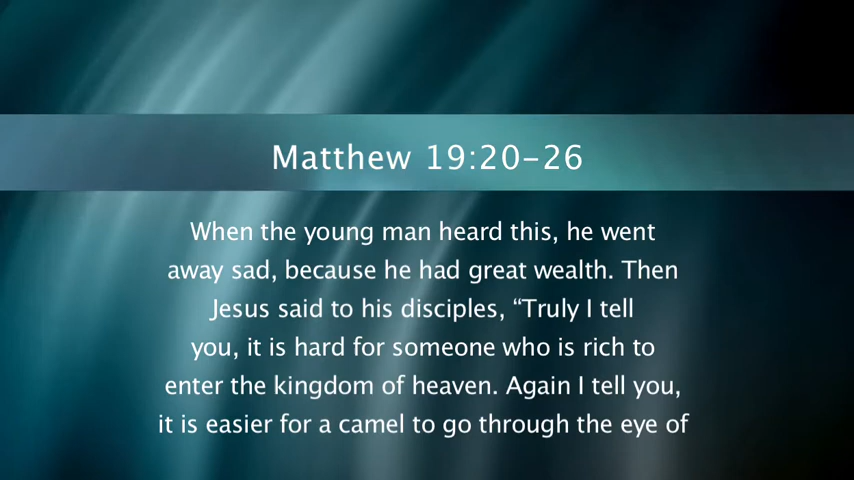 Matthew 19:20–26
When the young man heard this, he went
away sad, because he had great wealth. Then
Jesus said to his disciples, “Truly I tell
you, it is hard for someone who is rich to
enter the kingdom of heaven. Again I tell you,
it is easier for a camel to go through the eye of